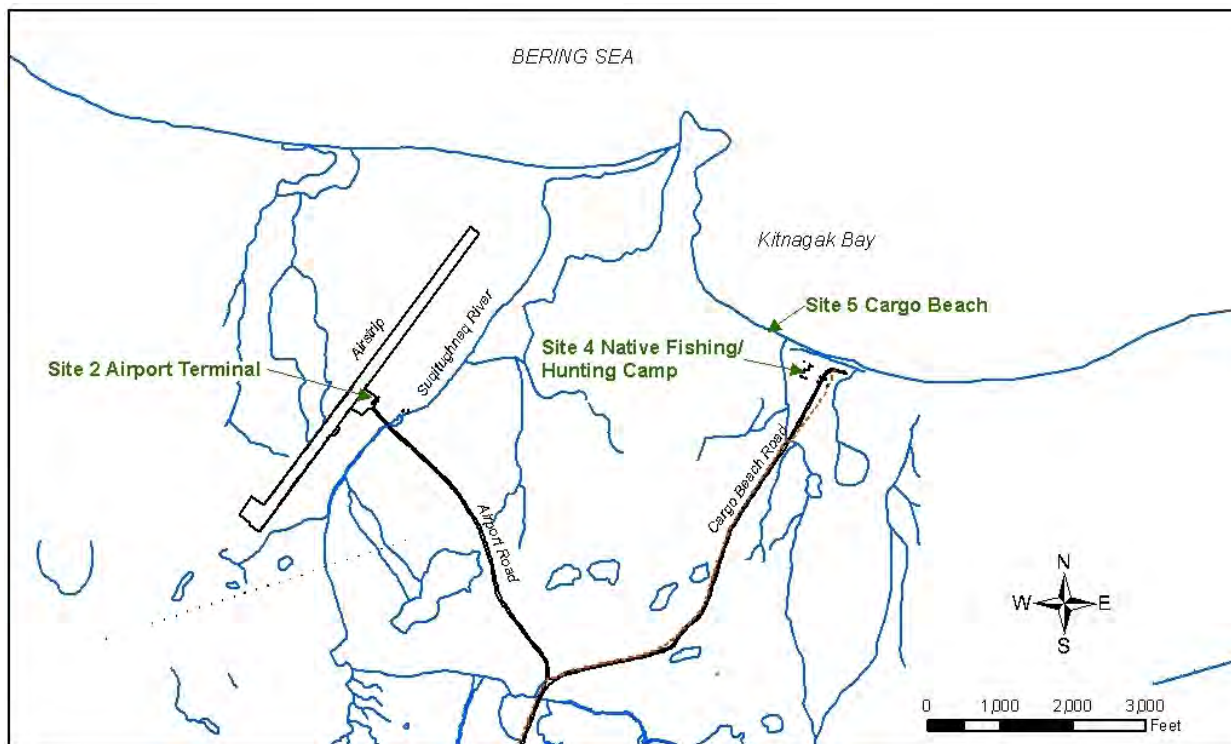 BERING SEA
Kitnagak Bay
Site 5 Cargo Beach
Airstrip
Suqitughneq River
Site 4 Native Fishing/
Hunting Camp
Site 2 Airport Terminal
Cargo Beach Road
Airport Road
N
W E
S
0 1,000 2,000 3,000
Feet